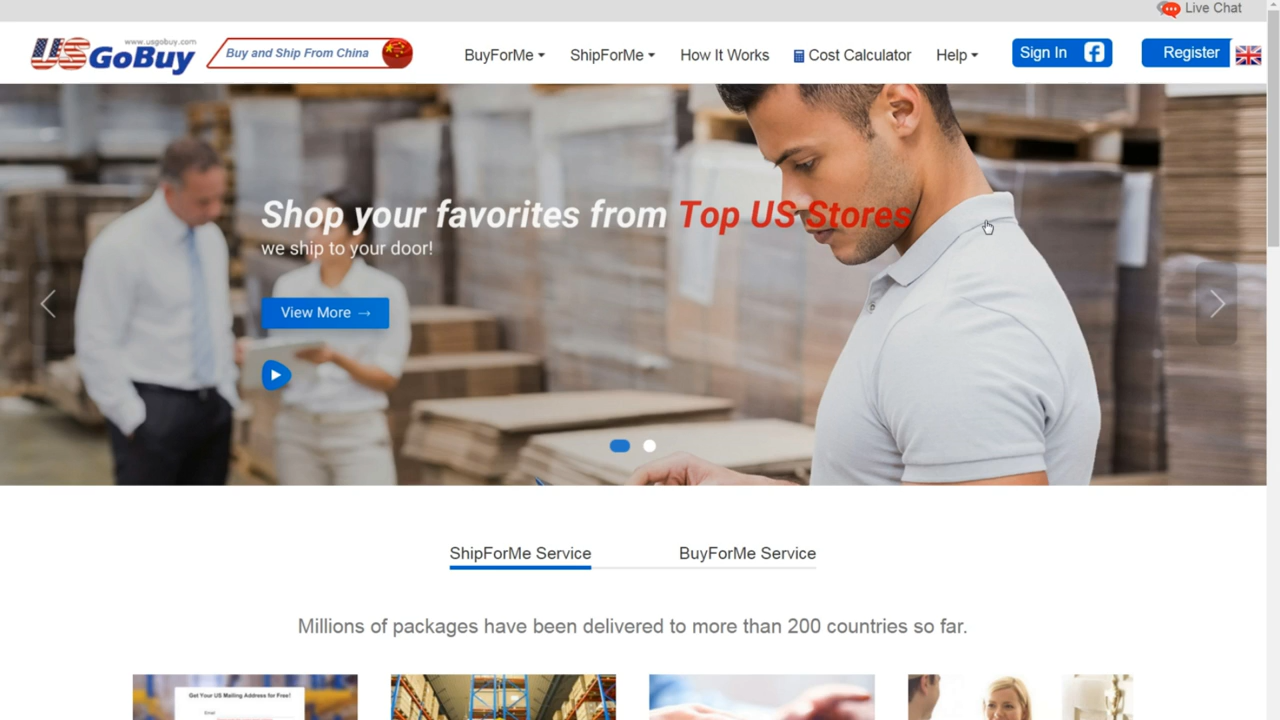 Live Chat
www.usgobuy.com
USGoBuy
Buy and Ship From China
BuyForMe
ShipForMe
How It Works
Cost Calculator
Help
Sign In
Register
Shop your favorites from Top US Stores
we ship to your door!
View More →
ShipForMe Service
BuyForMe Service
Millions of packages have been delivered to more than 200 countries so far.
Get Your US Mailing Address for Free!
Email